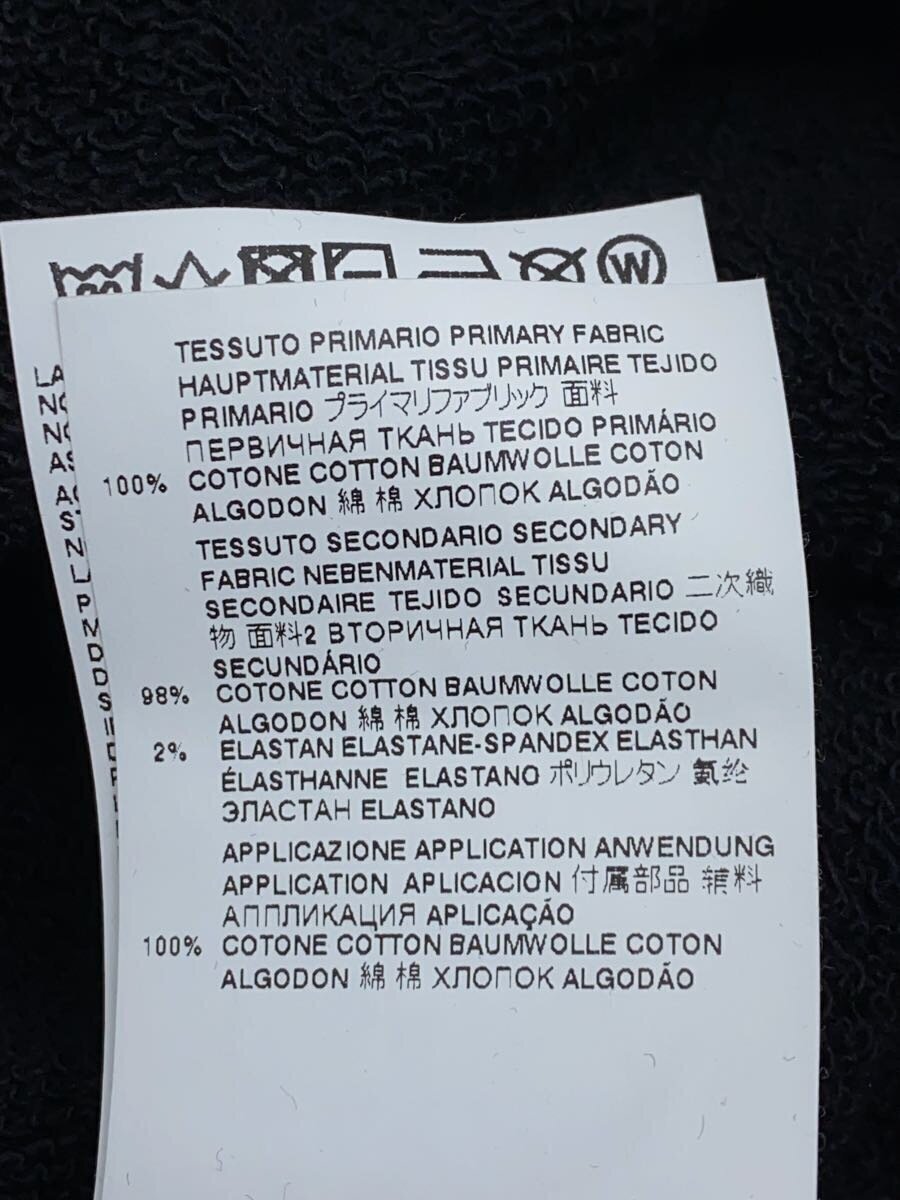 W
TESSUTO PRIMARIO PRIMARY FABRIC
HAUPTMATERIAL TISSU PRIMAIRE TEJIDO
PRIMARIO プライマリファブリック 面料
ПЕРВИЧНАЯ ТКАНЬ TECIDO PRIMÁRIO
100% COTONE COTTON BAUMWOLLE COTON
ALGODON 綿 棉 ХЛОПОК ALGODÃO
TESSUTO SECONDARIO SECONDARY
FABRIC NEBENMATERIAL TISSU
SECONDAIRE TEJIDO SECUNDARIO 二次織
物 面料2 ВТОРИЧНАЯ ТКАНЬ TECIDO
SECUNDÁRIO
98% COTONE COTTON BAUMWOLLE COTON
ALGODON 綿 棉 ХЛОПОК ALGODÃO
2% ELASTAN ELASTANE-SPANDEX ELASTHAN
ÉLASTHANNE ELASTANO ポリウレタン 氨纶
ЭЛАСТАН ELASTANO
APPLICAZIONE APPLICATION ANWENDUNG
APPLICATION APLICACION 付属部品 辅料
АППЛИКАЦИЯ APLICAÇÃO
100% COTONE COTTON BAUMWOLLE COTON
ALGODON 綿 棉 ХЛОПОК ALGODÃO